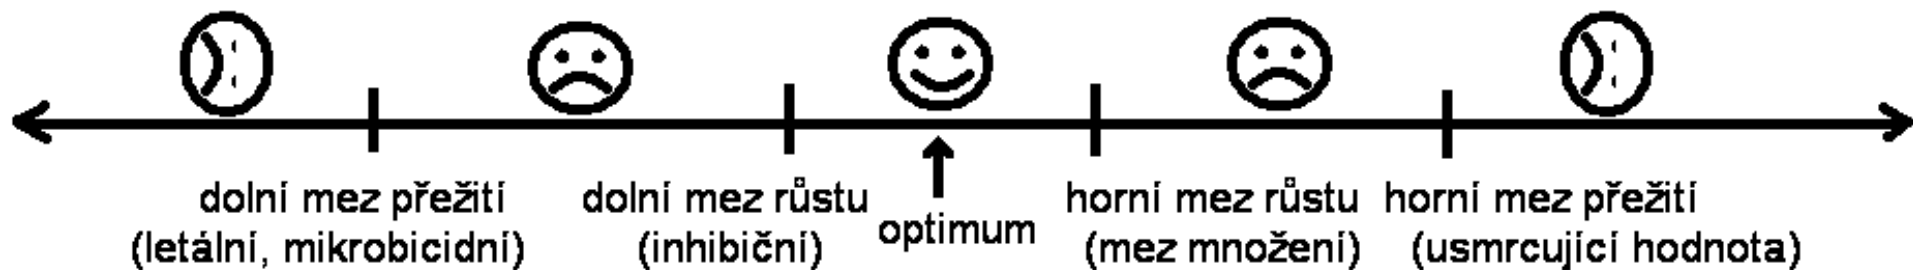 dolní mez přežití
(letální, mikrobicidní)
dolní mez růstu
(inhibiční)
optimum
horní mez růstu
(mez množení)
horní mez přežití
(usmrcující hodnota)